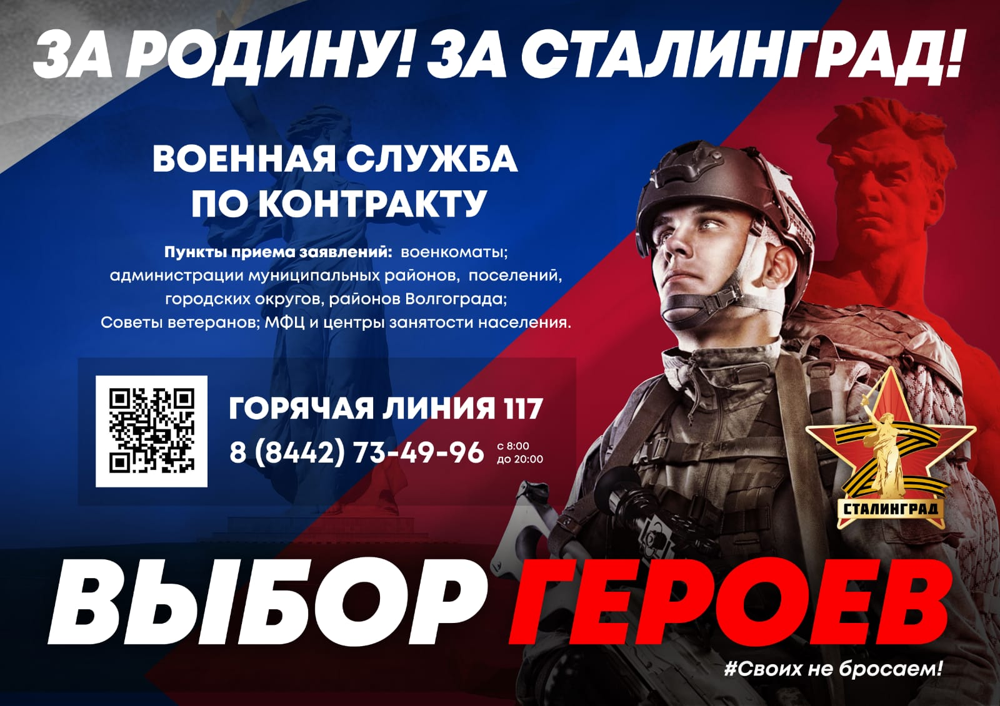 ЗА РОДИНУ! ЗА СТАЛИНГРАД!
ВОЕННАЯ СЛУЖБА
ПО КОНТРАКТУ
Пункты приема заявлений: военкоматы;
администрации муниципальных районов, поселений,
городских округов, районов Волгограда;
Советы ветеранов; МФЦ и центры занятости населения.
ГОРЯЧАЯ ЛИНИЯ 117
8 (8442) 73-49-96
с 8:00
до 20:00
СТАЛИНГРАД
ВЫБОР ГЕРОЕВ
#Своих не бросаем!